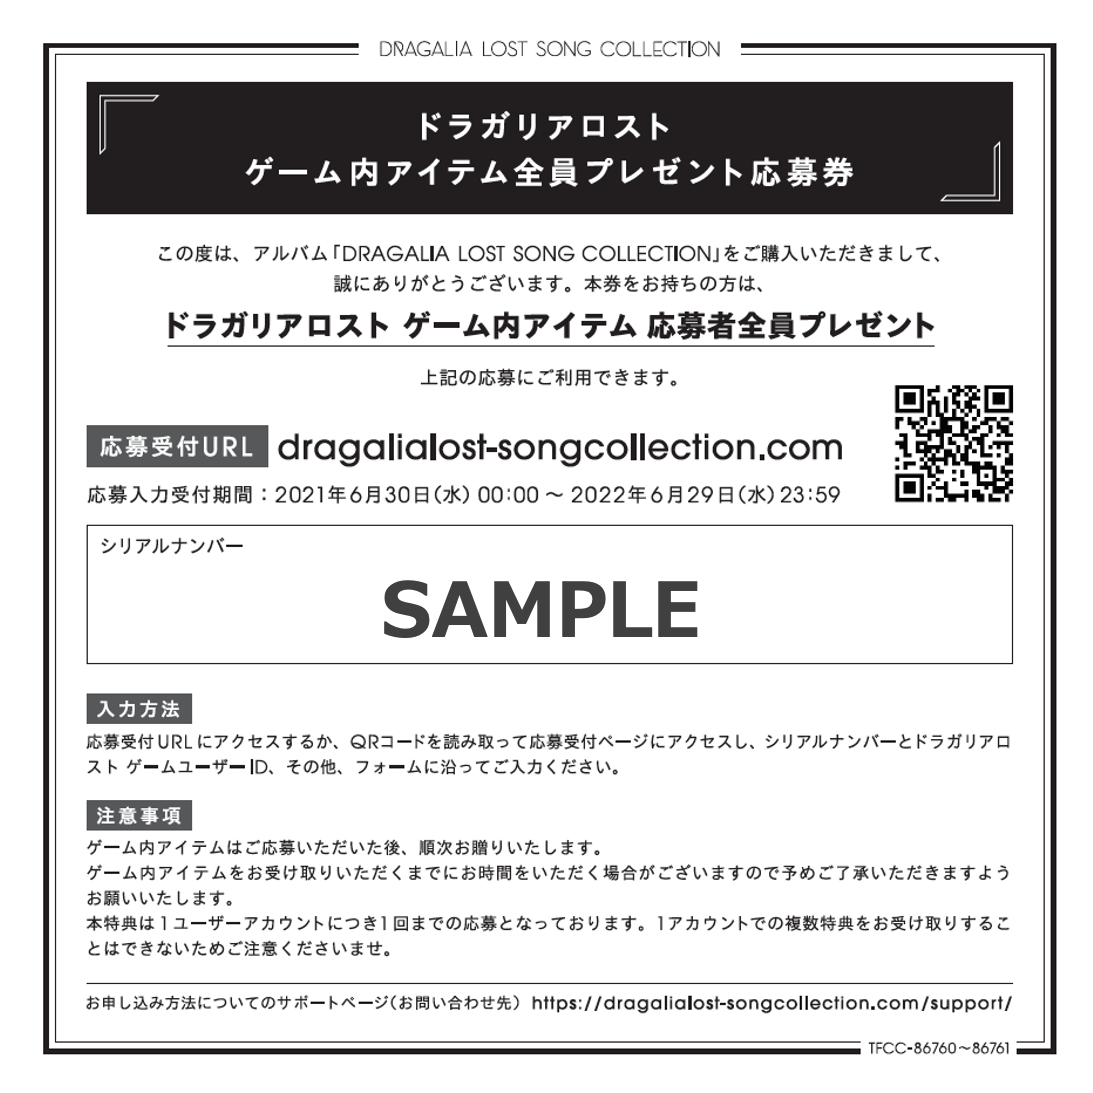 DRAGALIA LOST SONG COLLECTION
ドラガリアロスト
ゲーム内アイテム全員プレゼント応募券
この度は、アルバム「DRAGALIA LOST SONG COLLECTION」をご購入いただきまして、
誠にありがとうございます。本券をお持ちの方は、
ドラガリアロスト ゲーム内アイテム 応募者全員プレゼント
上記の応募にご利用できます。
応募受付URL dragalialost-songcollection.com
応募入力受付期間：2021年6月30日(水) 00:00 ～ 2022年6月29日(水) 23:59
シリアルナンバー
SAMPLE
入力方法
応募受付URLにアクセスするか、QRコードを読み取って応募受付ページにアクセスし、シリアルナンバーとドラガリアロ
スト ゲームユーザーID、その他、フォームに沿ってご入力ください。
注意事項
ゲーム内アイテムはご応募いただいた後、順次お贈りいたします。
ゲーム内アイテムをお受け取りいただくまでにお時間をいただく場合がございますので予めご了承いただきますよう
お願いいたします。
本特典は1ユーザーアカウントにつき1回までの応募となっております。1アカウントでの複数特典をお受け取りするこ
とはできないためご注意くださいませ。
お申し込み方法についてのサポートページ(お問い合わせ先) https://dragalialost-songcollection.com/support/
TFCC-86760～86761